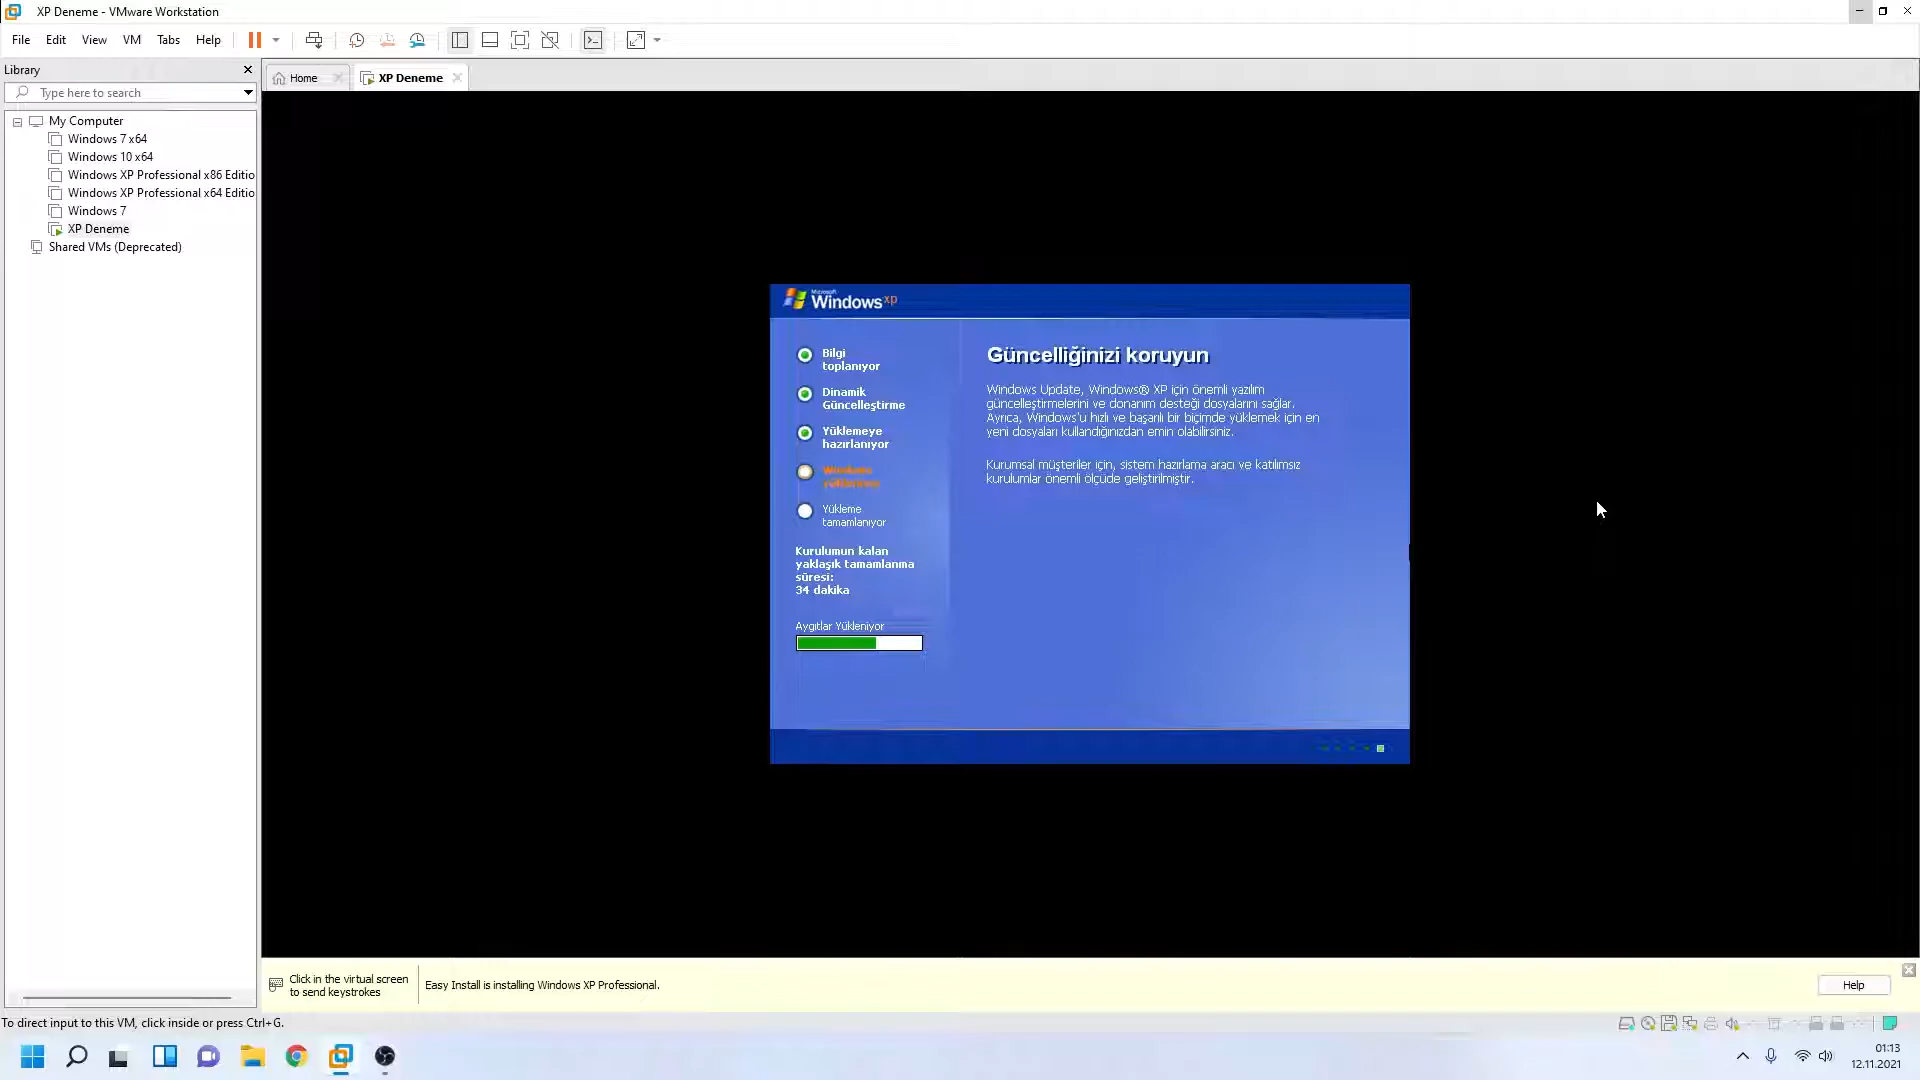 XP Deneme - VMware Workstation
File Edit View VM Tabs Help
Library
Type here to search
Home
XP Deneme
My Computer
Windows 7 x64
Windows 10 x64
Windows XP Professional x86 Editio
Windows XP Professional x64 Editio
Windows 7
XP Deneme
Shared VMs (Deprecated)
Microsoft
Windows xp
Bilgi
toplanıyor
Dinamik
Güncelleştirme
Yüklemeye
hazırlanıyor
Windows
Yükleme
tamamlanıyor
Kurulumun kalan
yaklaşık tamamlanma
süresi:
34 dakika
Aygıtlar Yükleniyor
Güncelliğinizi koruyun
Windows Update, Windows® XP için önemli yazılım
güncelleştirmelerini ve donanım desteği dosyalarını sağlar.
Ayrıca, Windows'u hızlı ve başarılı bir biçimde yüklemek için en
yeni dosyaları kullandığınızdan emin olabilirsiniz.
Kurumsal müşteriler için, sistem hazırlama aracı ve katılımsız
kurulumlar önemli ölçüde geliştirilmiştir.
Click in the virtual screen
to send keystrokes
Easy Install is installing Windows XP Professional.
Help
To direct input to this VM, click inside or press Ctrl+G.
01:13
12.11.2021